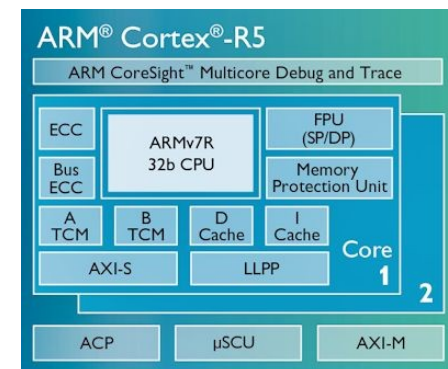 ARM® Cortex®-R5
ARM CoreSight™ Multicore Debug and Trace
ECC
ARMv7R
32b CPU
FPU
(SP/DP)
Bus
ECC
Memory
Protection Unit
A
TCM
B
TCM
D
Cache
I
Cache
Core
1
AXI-S
LLPP
2
ACP
µSCU
AXI-M